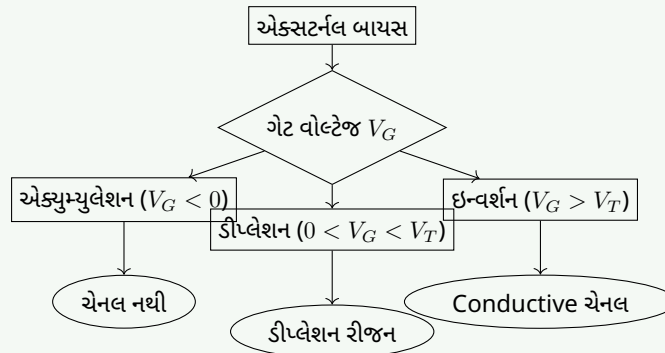 એક્સટર્નલ બાયસ
ગેટ વોલ્ટેજ V_G
એક્યુમ્યુલેશન (V_G < 0)
ડીપ્લેશન (0 < V_G < V_T)
ઇન્વર્શન (V_G > V_T)
ચેનલ નથી
ડીપ્લેશન રીજન
Conductive ચેનલ